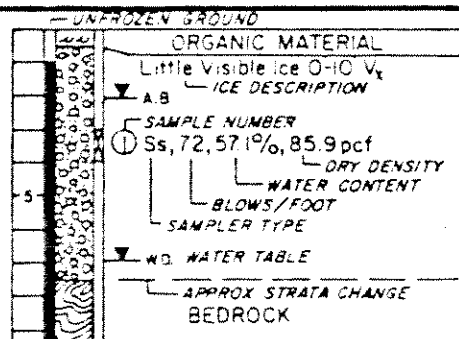 UNFROZEN GROUND
ORGANIC MATERIAL
Little Visible Ice 0-10 Vx
ICE DESCRIPTION
A.B
SAMPLE NUMBER
1 Ss, 72, 57.1%, 85.9 pcf
DRY DENSITY
WATER CONTENT
5
BLOWS/FOOT
SAMPLER TYPE
W.D. WATER TABLE
APPROX STRATA CHANGE
BEDROCK